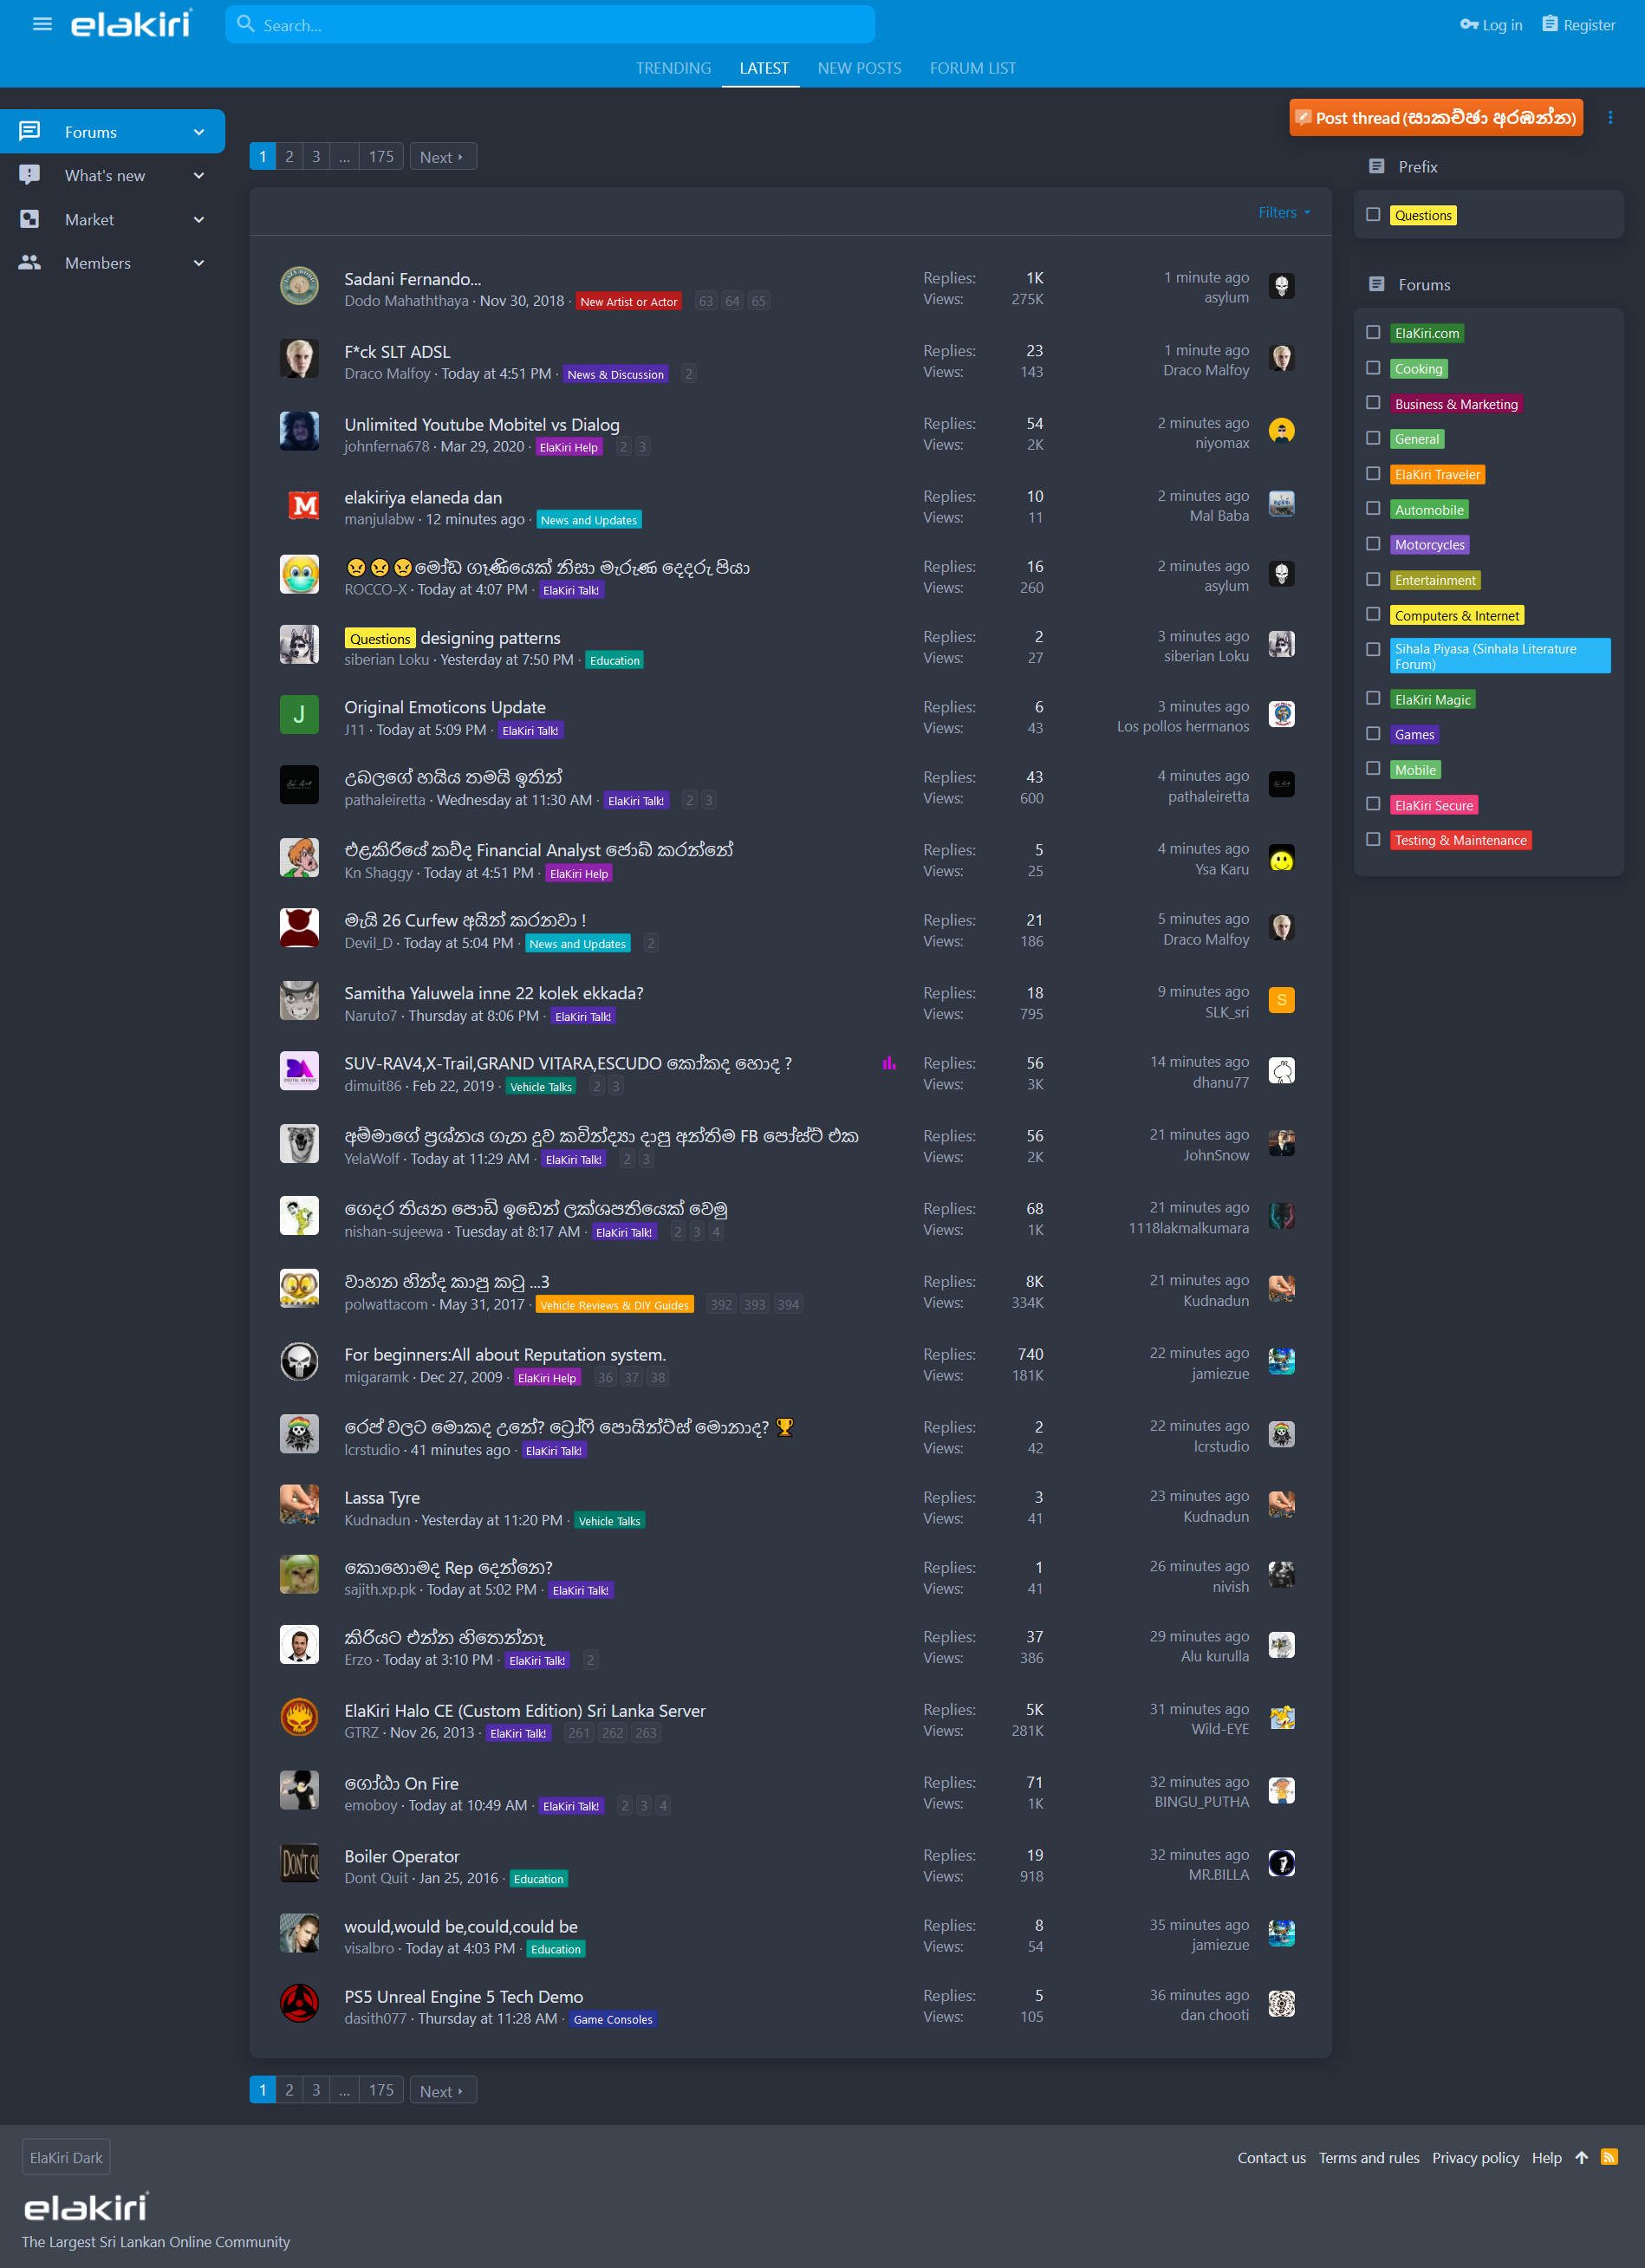 elakiri
Search...
Log in
Register
TRENDING
LATEST
NEW POSTS
FORUM LIST
Post thread (සාකච්ඡා අරඹන්න)
Forums
What's new
Market
Members
1 2 3 ... 175 Next
Filters
Sadani Fernando...
Dodo Mahaththaya · Nov 30, 2018 · New Artist or Actor 63 64 65
Replies: 1K
Views: 275K
1 minute ago
asylum
F*ck SLT ADSL
Draco Malfoy · Today at 4:51 PM · News & Discussion 2
Replies: 23
Views: 143
1 minute ago
Draco Malfoy
Unlimited Youtube Mobitel vs Dialog
johnferna678 · Mar 29, 2020 · ElaKiri Help 2 3
Replies: 54
Views: 2K
2 minutes ago
niyomax
elakiriya elaneda dan
manjulabw · 12 minutes ago · News and Updates
Replies: 10
Views: 11
2 minutes ago
Mal Baba
😡😡😡මෝඩ ගෑණියෙක් නිසා මැරුණ දෙදරු පියා
ROCCO-X · Today at 4:07 PM · ElaKiri Talk!
Replies: 16
Views: 260
2 minutes ago
asylum
Questions designing patterns
siberian Loku · Yesterday at 7:50 PM · Education
Replies: 2
Views: 27
3 minutes ago
siberian Loku
J
Original Emoticons Update
J11 · Today at 5:09 PM · ElaKiri Talk!
Replies: 6
Views: 43
3 minutes ago
Los pollos hermanos
උබලගේ හයිය තමයි ඉතින්
pathaleiretta · Wednesday at 11:30 AM · ElaKiri Talk! 2 3
Replies: 43
Views: 600
4 minutes ago
pathaleiretta
එළකිරියේ කව්ද Financial Analyst ජොබ් කරන්නේ
Kn Shaggy · Today at 4:51 PM · ElaKiri Help
Replies: 5
Views: 25
4 minutes ago
Ysa Karu
මැයි 26 Curfew අයින් කරනවා !
Devil_D · Today at 5:04 PM · News and Updates 2
Replies: 21
Views: 186
5 minutes ago
Draco Malfoy
Samitha Yaluwela inne 22 kolek ekkada?
Naruto7 · Thursday at 8:06 PM · ElaKiri Talk!
Replies: 18
Views: 795
9 minutes ago
SLK_sri
S
SUV-RAV4,X-Trail,GRAND VITARA,ESCUDO කෝකද හොද ?
dimuit86 · Feb 22, 2019 · Vehicle Talks 2 3
Replies: 56
Views: 3K
14 minutes ago
dhanu77
අම්මාගේ ප්‍රශ්නය ගැන දුව කවින්ද්‍යා දාපු අන්තිම FB පෝස්ට් එක
YelaWolf · Today at 11:29 AM · ElaKiri Talk! 2 3
Replies: 56
Views: 2K
21 minutes ago
JohnSnow
ගෙදර තියන පොඩි ඉඩෙන් ලක්ශපතියෙක් වෙමු
nishan-sujeewa · Tuesday at 8:17 AM · ElaKiri Talk! 2 3 4
Replies: 68
Views: 1K
21 minutes ago
1118lakmalkumara
වාහන හින්ද කාපු කටු ...3
polwattacom · May 31, 2017 · Vehicle Reviews & DIY Guides 392 393 394
Replies: 8K
Views: 334K
21 minutes ago
Kudnadun
For beginners:All about Reputation system.
migaramk · Dec 27, 2009 · ElaKiri Help 36 37 38
Replies: 740
Views: 181K
22 minutes ago
jamiezue
රෙප් වලට මොකද උනේ? ට්‍රෝෆි පොයින්ට්ස් මොනාද? 🏆
lcrstudio · 41 minutes ago · ElaKiri Talk!
Replies: 2
Views: 42
22 minutes ago
lcrstudio
Lassa Tyre
Kudnadun · Yesterday at 11:20 PM · Vehicle Talks
Replies: 3
Views: 41
23 minutes ago
Kudnadun
කොහොමද Rep දෙන්නෙ?
sajith.xp.pk · Today at 5:02 PM · ElaKiri Talk!
Replies: 1
Views: 41
26 minutes ago
nivish
කිරියට එන්න හිතෙන්නෑ
Erzo · Today at 3:10 PM · ElaKiri Talk! 2
Replies: 37
Views: 386
29 minutes ago
Alu kurulla
ElaKiri Halo CE (Custom Edition) Sri Lanka Server
GTRZ · Nov 26, 2013 · ElaKiri Talk! 261 262 263
Replies: 5K
Views: 281K
31 minutes ago
Wild-EYE
ගෝඨා On Fire
emoboy · Today at 10:49 AM · ElaKiri Talk! 2 3 4
Replies: 71
Views: 1K
32 minutes ago
BINGU_PUTHA
Boiler Operator
Dont Quit · Jan 25, 2016 · Education
Replies: 19
Views: 918
32 minutes ago
MR.BILLA
would,would be,could,could be
visalbro · Today at 4:03 PM · Education
Replies: 8
Views: 54
35 minutes ago
jamiezue
PS5 Unreal Engine 5 Tech Demo
dasith077 · Thursday at 11:28 AM · Game Consoles
Replies: 5
Views: 105
36 minutes ago
dan chooti
1 2 3 ... 175 Next
Prefix
Questions
Forums
ElaKiri.com
Cooking
Business & Marketing
General
ElaKiri Traveler
Automobile
Motorcycles
Entertainment
Computers & Internet
Sihala Piyasa (Sinhala Literature
Forum)
ElaKiri Magic
Games
Mobile
ElaKiri Secure
Testing & Maintenance
ElaKiri Dark
Contact us
Terms and rules
Privacy policy
Help
elakiri
The Largest Sri Lankan Online Community